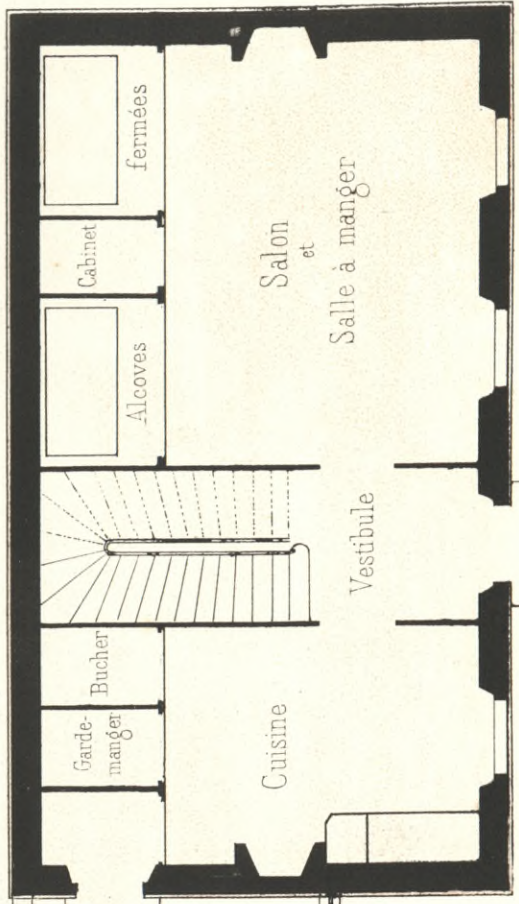 fermées
Cabinet
Alcoves
Salon
et
Salle à manger
Vestibule
Bucher
Garde-
manger
Cuisine